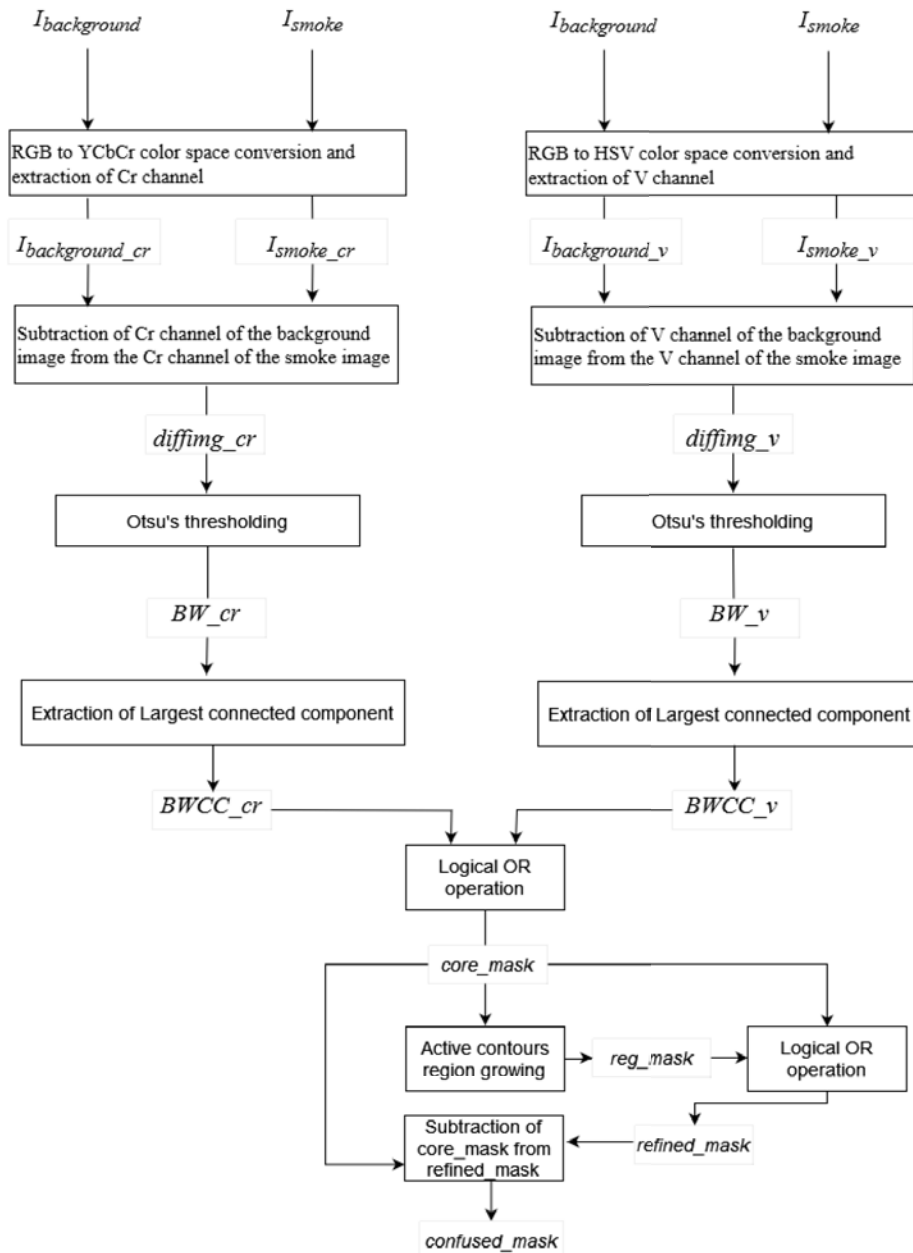 I_background
I_smoke
I_background
I_smoke
RGB to YCbCr color space conversion and
extraction of Cr channel
RGB to HSV color space conversion and
extraction of V channel
I_background_cr
I_smoke_cr
I_background_v
I_smoke_v
Subtraction of Cr channel of the background
image from the Cr channel of the smoke image
Subtraction of V channel of the background
image from the V channel of the smoke image
diffimg_cr
diffimg_v
Otsu's thresholding
Otsu's thresholding
BW_cr
BW_v
Extraction of Largest connected component
Extraction of Largest connected component
BWCC_cr
BWCC_v
Logical OR
operation
core_mask
Active contours
region growing
reg_mask
Logical OR
operation
Subtraction of
core_mask from
refined_mask
refined_mask
confused_mask